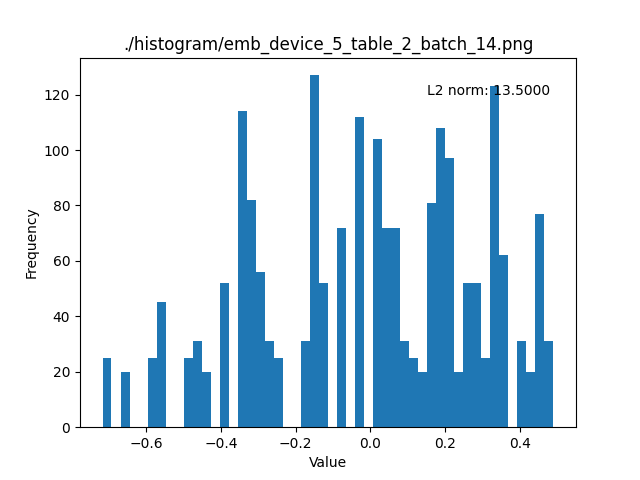 ./histogram/emb_device_5_table_2_batch_14.png
L2 norm: 13.5000
120
100
80
60
40
20
0
Frequency
−0.6 −0.4 −0.2 0.0 0.2 0.4
Value